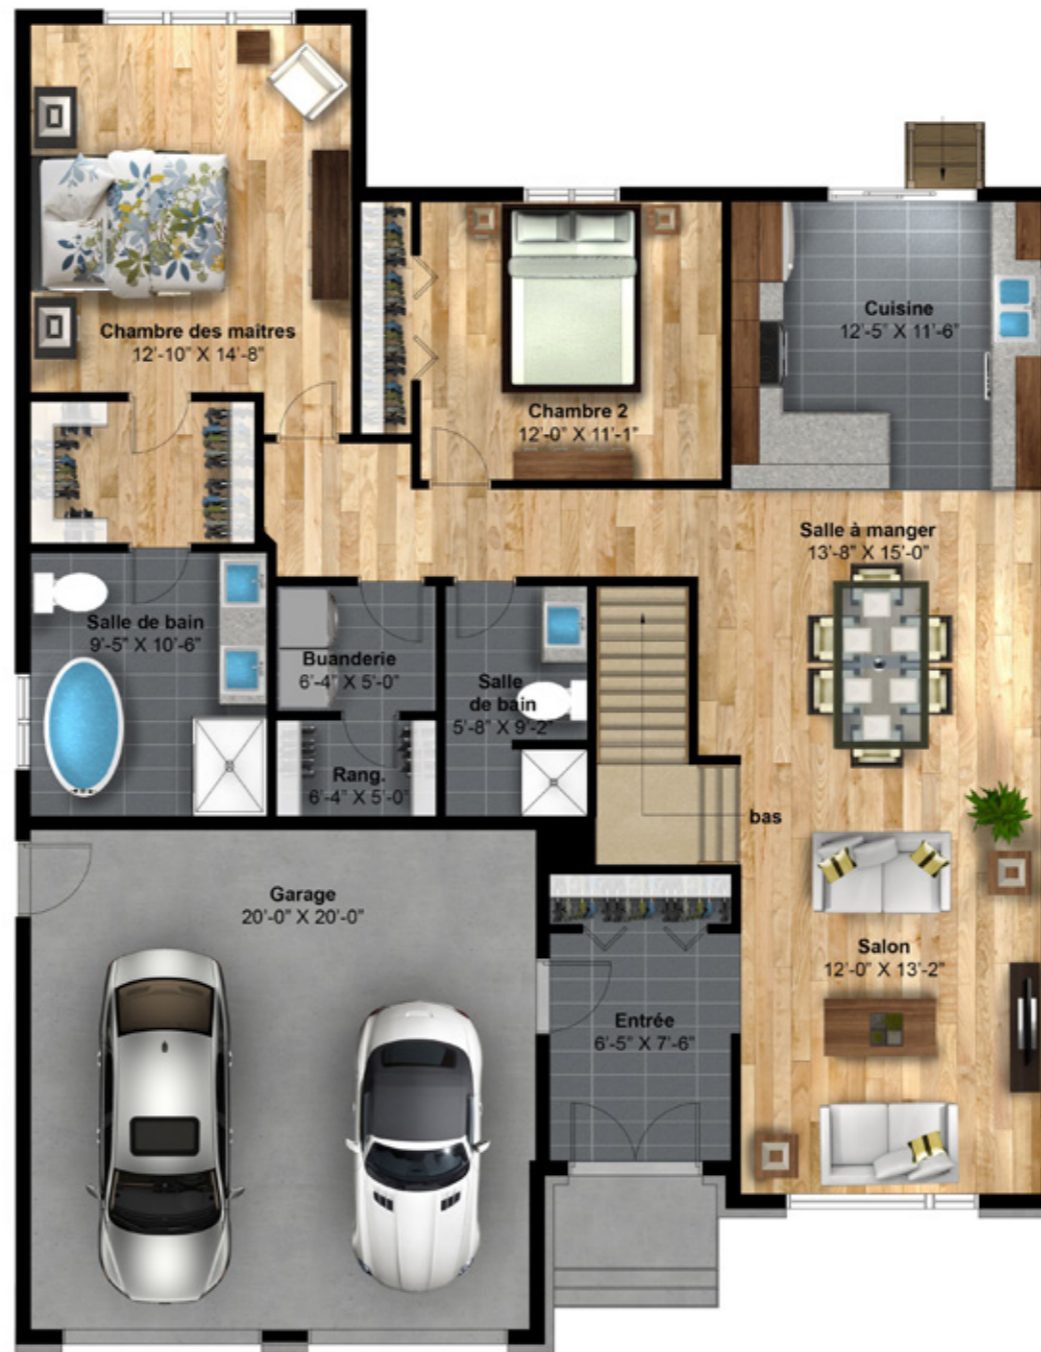 Chambre des maitres
12'-10" X 14'-8"
Chambre 2
12'-0" X 11'-1"
Cuisine
12'-5" X 11'-6"
Salle à manger
13'-8" X 15'-0"
Salle de bain
9'-5" X 10'-6"
Buanderie
6'-4" X 5'-0"
Salle
de bain
5'-8" X 9'-2"
Rang.
6'-4" X 5'-0"
bas
Garage
20'-0" X 20'-0"
Salon
12'-0" X 13'-2"
Entrée
6'-5" X 7'-6"